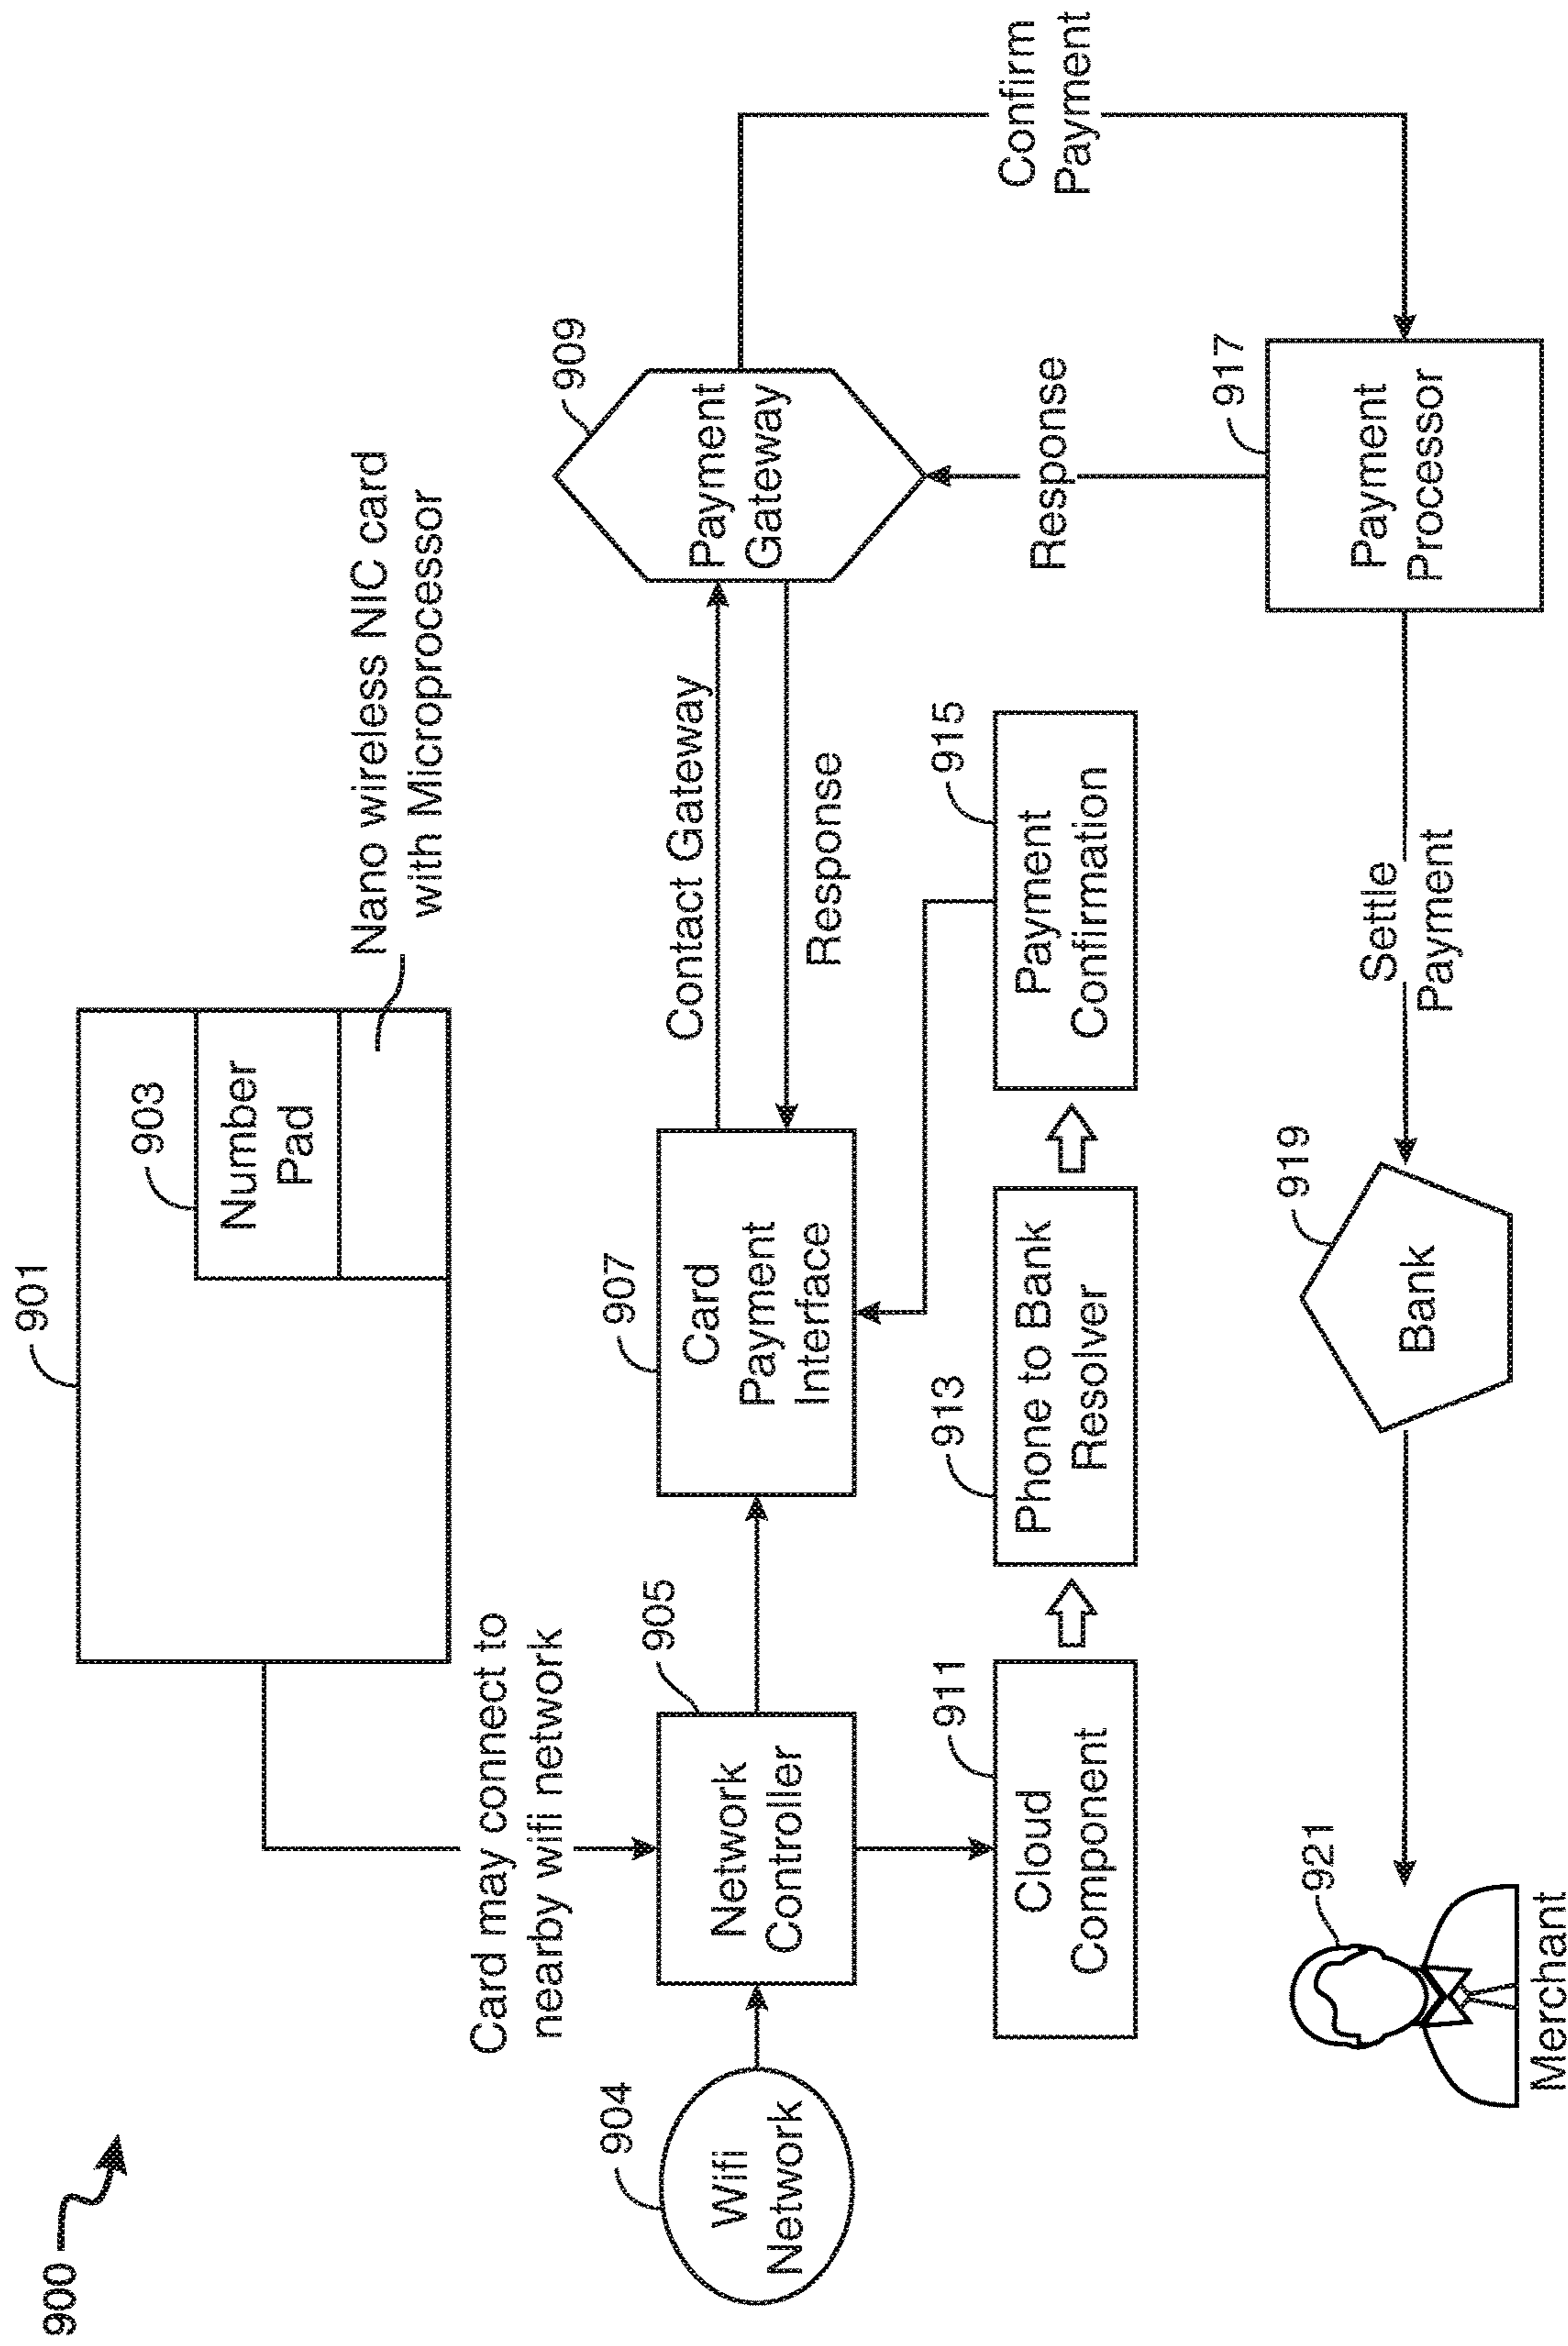 900
901
903
Number
Pad
Nano wireless NIC card
with Microprocessor
Card may connect to
nearby wifi network
904
Wifi
Network
905
Network
Controller
907
Card
Payment
Interface
Contact Gateway
Response
909
Payment
Gateway
Confirm
Payment
911
Cloud
Component
913
Phone to Bank
Resolver
915
Payment
Confirmation
Response
917
Payment
Processor
Settle
Payment
919
Bank
921
Merchant